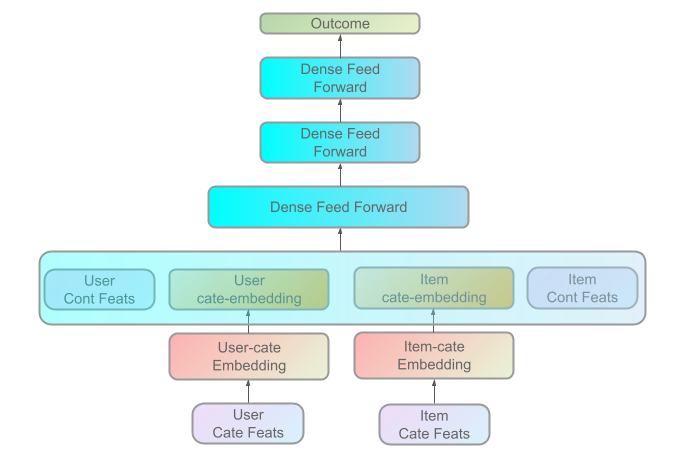 Outcome
Dense Feed
Forward
Dense Feed
Forward
Dense Feed Forward
User
Cont Feats
User
cate-embedding
Item
cate-embedding
Item
Cont Feats
User-cate
Embedding
Item-cate
Embedding
User
Cate Feats
Item
Cate Feats